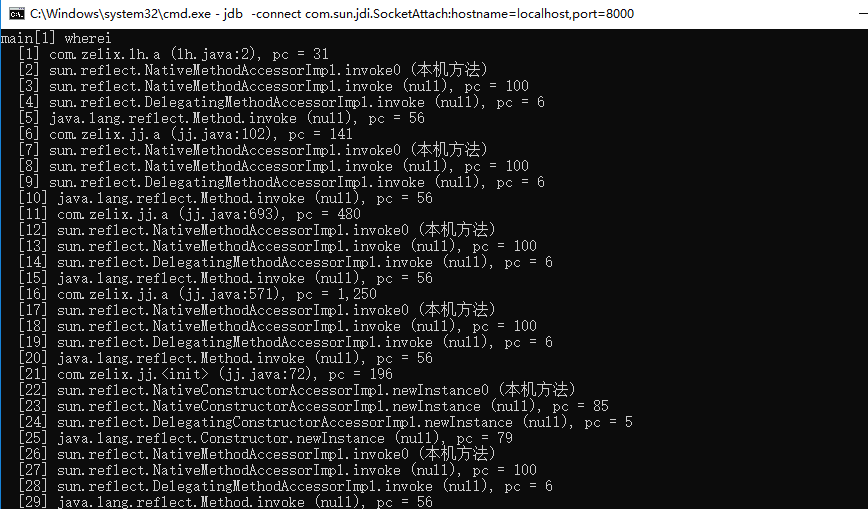 C:\Windows\system32\cmd.exe - jdb -connect com.sun.jdi.SocketAttach:hostname=localhost,port=8000
main[1] wherei
[1] com.zelix.lh.a (lh.java:2), pc = 31
[2] sun.reflect.NativeMethodAccessorImpl.invoke0 (本机方法)
[3] sun.reflect.NativeMethodAccessorImpl.invoke (null), pc = 100
[4] sun.reflect.DelegatingMethodAccessorImpl.invoke (null), pc = 6
[5] java.lang.reflect.Method.invoke (null), pc = 56
[6] com.zelix.jj.a (jj.java:102), pc = 141
[7] sun.reflect.NativeMethodAccessorImpl.invoke0 (本机方法)
[8] sun.reflect.NativeMethodAccessorImpl.invoke (null), pc = 100
[9] sun.reflect.DelegatingMethodAccessorImpl.invoke (null), pc = 6
[10] java.lang.reflect.Method.invoke (null), pc = 56
[11] com.zelix.jj.a (jj.java:693), pc = 480
[12] sun.reflect.NativeMethodAccessorImpl.invoke0 (本机方法)
[13] sun.reflect.NativeMethodAccessorImpl.invoke (null), pc = 100
[14] sun.reflect.DelegatingMethodAccessorImpl.invoke (null), pc = 6
[15] java.lang.reflect.Method.invoke (null), pc = 56
[16] com.zelix.jj.a (jj.java:571), pc = 1,250
[17] sun.reflect.NativeMethodAccessorImpl.invoke0 (本机方法)
[18] sun.reflect.NativeMethodAccessorImpl.invoke (null), pc = 100
[19] sun.reflect.DelegatingMethodAccessorImpl.invoke (null), pc = 6
[20] java.lang.reflect.Method.invoke (null), pc = 56
[21] com.zelix.jj.<init> (jj.java:72), pc = 196
[22] sun.reflect.NativeConstructorAccessorImpl.newInstance0 (本机方法)
[23] sun.reflect.NativeConstructorAccessorImpl.newInstance (null), pc = 85
[24] sun.reflect.DelegatingConstructorAccessorImpl.newInstance (null), pc = 5
[25] java.lang.reflect.Constructor.newInstance (null), pc = 79
[26] sun.reflect.NativeMethodAccessorImpl.invoke0 (本机方法)
[27] sun.reflect.NativeMethodAccessorImpl.invoke (null), pc = 100
[28] sun.reflect.DelegatingMethodAccessorImpl.invoke (null), pc = 6
[29] java.lang.reflect.Method.invoke (null), pc = 56